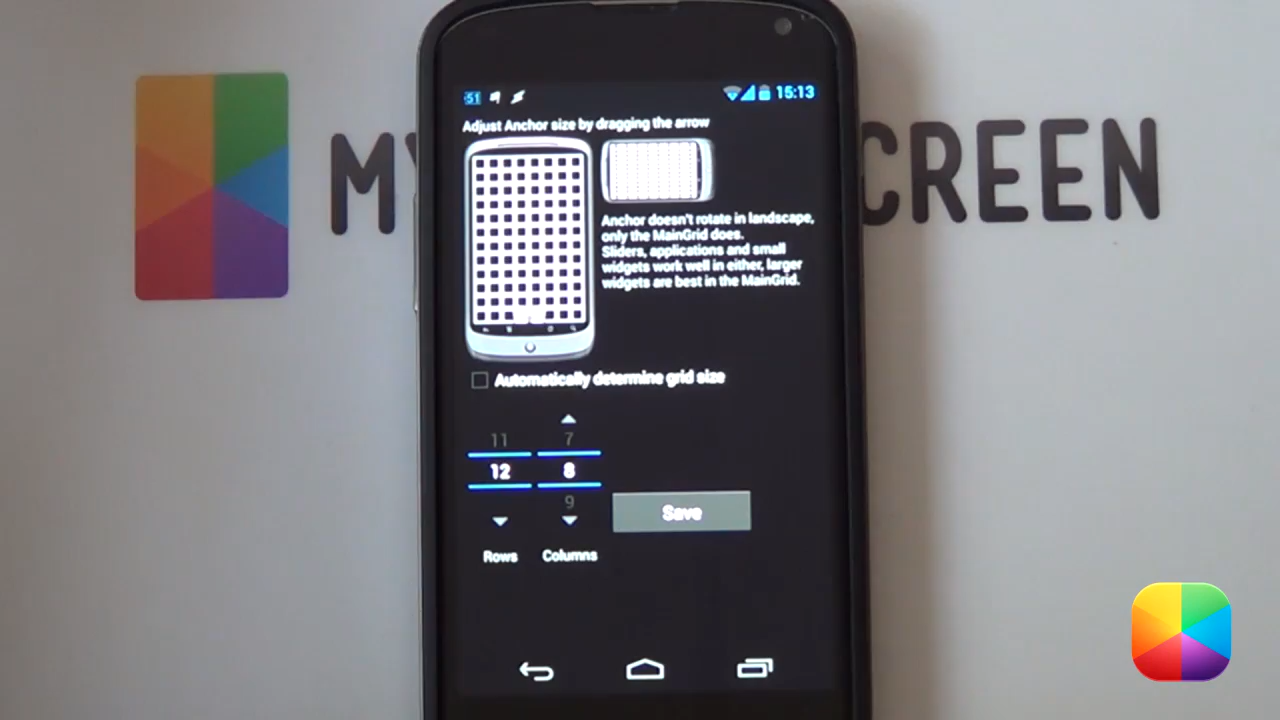 51 15:13
Adjust Anchor size by dragging the arrow
Anchor doesn't rotate in landscape,
only the MainGrid does.
Sliders, applications and small
widgets work well in either, larger
widgets are best in the MainGrid.
MY CREEN
Automatically determine grid size
11 7
12 8
9
Save
Rows Columns